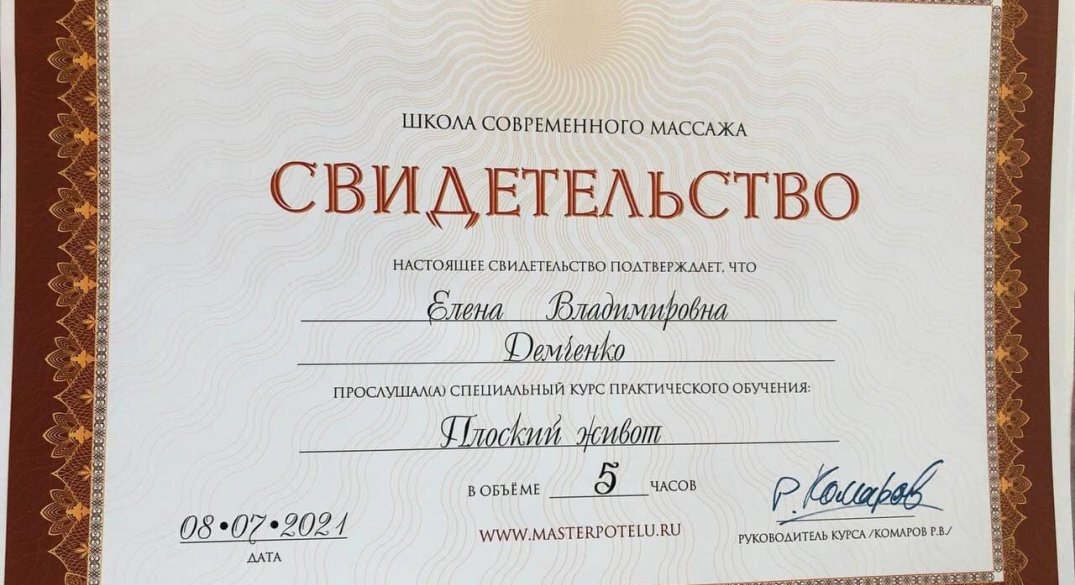 ШКОЛА СОВРЕМЕННОГО МАССАЖА
СВИДЕТЕЛЬСТВО
НАСТОЯЩЕЕ СВИДЕТЕЛЬСТВО ПОДТВЕРЖДАЕТ, ЧТО
Елена Владимировна
Демченко
ПРОСЛУШАЛ(А) СПЕЦИАЛЬНЫЙ КУРС ПРАКТИЧЕСКОГО ОБУЧЕНИЯ:
Плоский живот
В ОБЪЁМЕ 5 ЧАСОВ
Р. Комаров
08•07•2021
WWW.MASTERPOTELU.RU
РУКОВОДИТЕЛЬ КУРСА /КОМАРОВ Р.В./
ДАТА